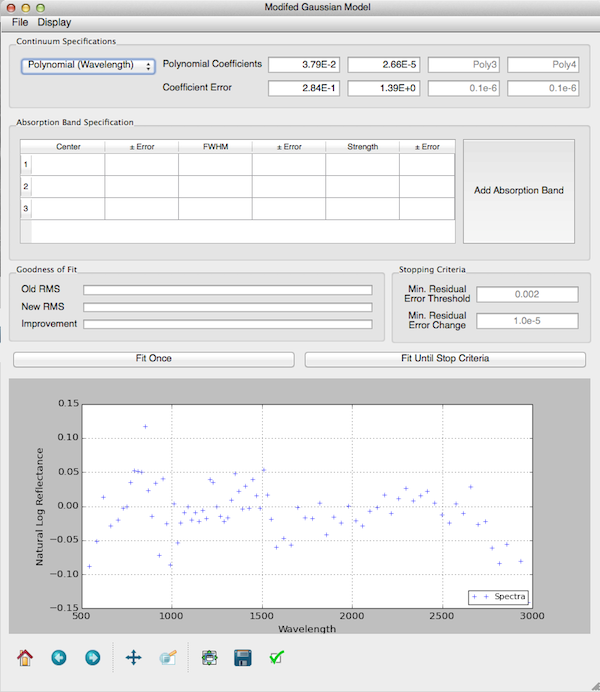 Modifed Gaussian Model
File Display
Continuum Specifications
Polynomial (Wavelength) Polynomial Coefficients 3.79E-2 2.66E-5 Poly3 Poly4
Coefficient Error 2.84E-1 1.39E+0 0.1e-6 0.1e-6
Absorption Band Specification
Center ± Error FWHM ± Error Strength ± Error
1
2
3
Add Absorption Band
Goodness of Fit
Old RMS
New RMS
Improvement
Stopping Criteria
Min. Residual
Error Threshold 0.002
Min. Residual
Error Change 1.0e-5
Fit Once Fit Until Stop Criteria
0.15
0.10
0.05
0.00
−0.05
−0.10
−0.15
Natural Log Reflectance
Spectra
500 1000 1500 2000 2500 3000
Wavelength